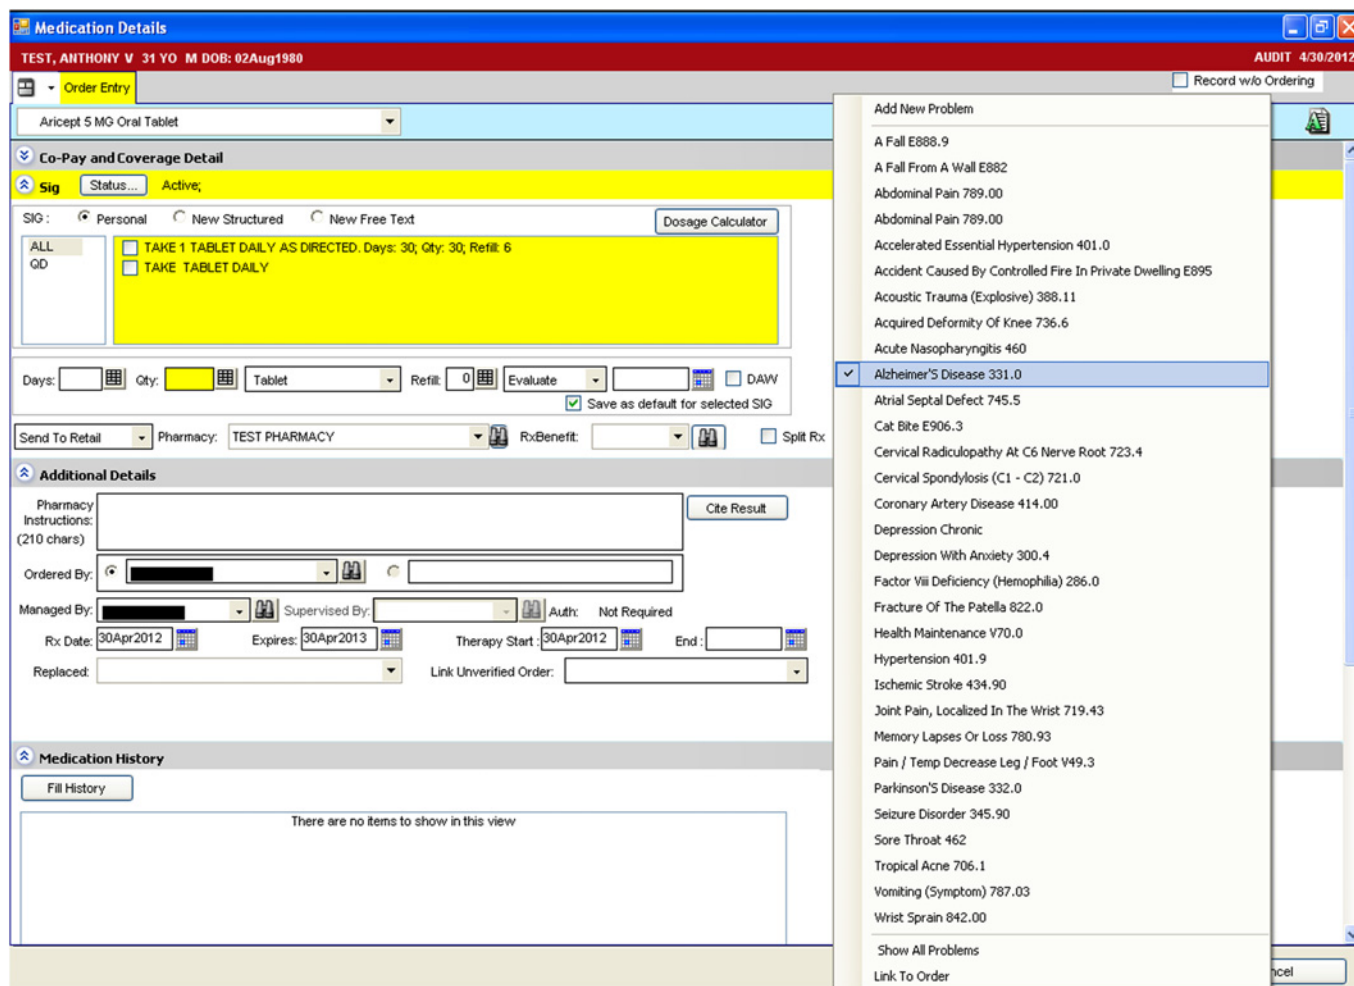 Medication Details
TEST, ANTHONY V 31 YO M DOB: 02Aug1980 AUDIT 4/30/2012
Order Entry
Record w/o Ordering
Aricept 5 MG Oral Tablet
Co-Pay and Coverage Detail
Sig Status... Active;
SIG: Personal New Structured New Free Text Dosage Calculator
ALL
QD
TAKE 1 TABLET DAILY AS DIRECTED. Days: 30; Qty: 30; Refill: 6
TAKE TABLET DAILY
Days: Qty: Tablet Refill: 0 Evaluate DAW
Save as default for selected SIG
Send To Retail Pharmacy: TEST PHARMACY RxBenefit: Split Rx
Additional Details
Pharmacy
Instructions:
(210 chars)
Cite Result
Ordered By:
Managed By: Supervised By: Auth: Not Required
Rx Date: 30Apr2012 Expires: 30Apr2013 Therapy Start : 30Apr2012 End :
Replaced: Link Unverified Order:
Medication History
Fill History
There are no items to show in this view
Add New Problem
A Fall E888.9
A Fall From A Wall E882
Abdominal Pain 789.00
Abdominal Pain 789.00
Accelerated Essential Hypertension 401.0
Accident Caused By Controlled Fire In Private Dwelling E895
Acoustic Trauma (Explosive) 388.11
Acquired Deformity Of Knee 736.6
Acute Nasopharyngitis 460
Alzheimer'S Disease 331.0
Atrial Septal Defect 745.5
Cat Bite E906.3
Cervical Radiculopathy At C6 Nerve Root 723.4
Cervical Spondylosis (C1 - C2) 721.0
Coronary Artery Disease 414.00
Depression Chronic
Depression With Anxiety 300.4
Factor Viii Deficiency (Hemophilia) 286.0
Fracture Of The Patella 822.0
Health Maintenance V70.0
Hypertension 401.9
Ischemic Stroke 434.90
Joint Pain, Localized In The Wrist 719.43
Memory Lapses Or Loss 780.93
Pain / Temp Decrease Leg / Foot V49.3
Parkinson'S Disease 332.0
Seizure Disorder 345.90
Sore Throat 462
Tropical Acne 706.1
Vomiting (Symptom) 787.03
Wrist Sprain 842.00
Show All Problems
Link To Order
ncel